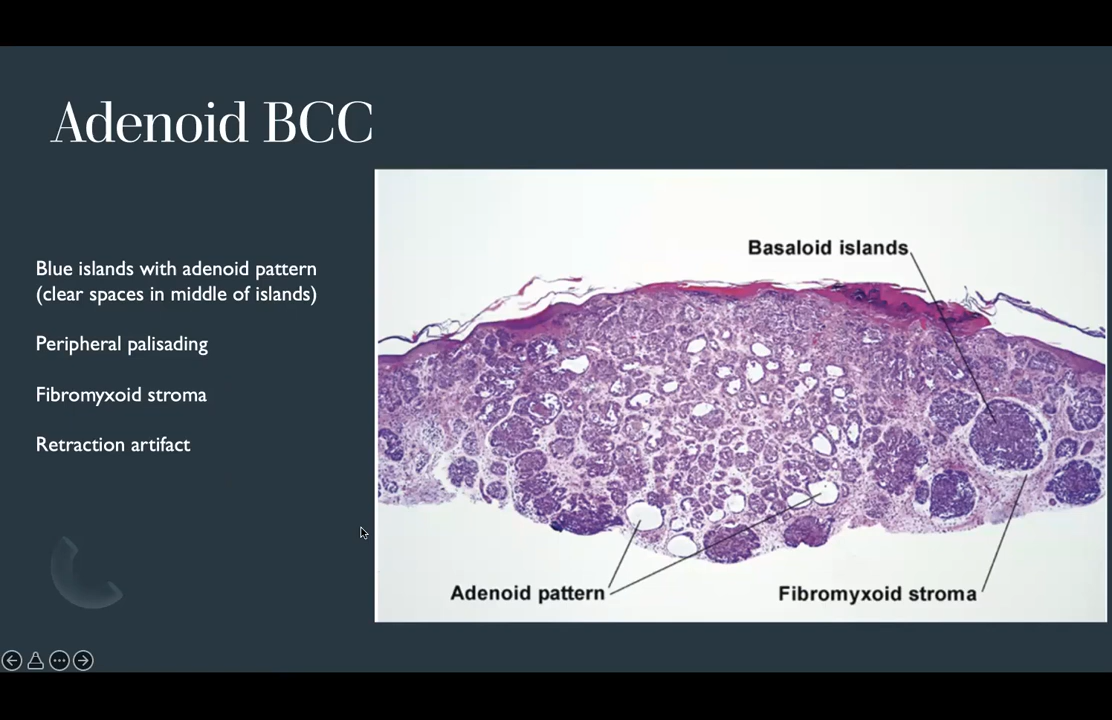 Adenoid BCC
Blue islands with adenoid pattern
(clear spaces in middle of islands)
Peripheral palisading
Fibromyxoid stroma
Retraction artifact
Basaloid islands
Adenoid pattern
Fibromyxoid stroma